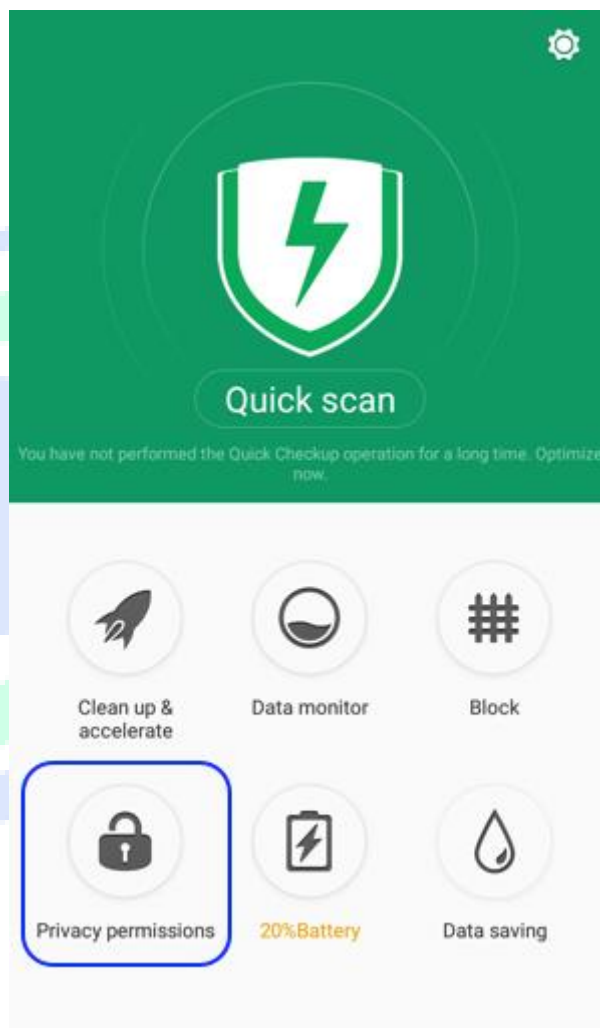 Quick scan
You have not performed the Quick Checkup operation for a long time. Optimize
now.
Clean up &
accelerate
Data monitor
Block
Privacy permissions
20%Battery
Data saving